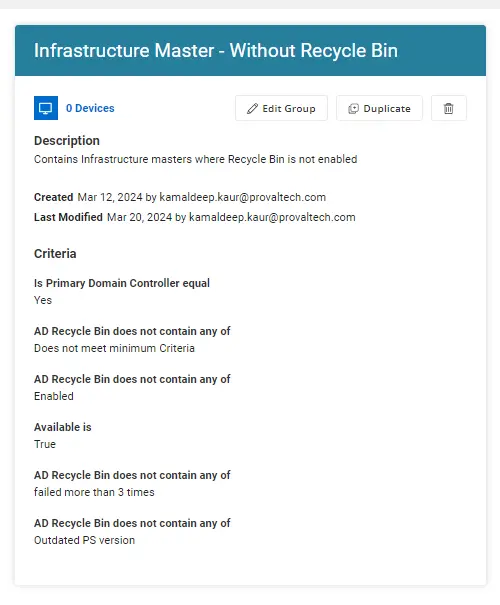 Infrastructure Master - Without Recycle Bin
0 Devices
Edit Group
Duplicate
Description
Contains Infrastructure masters where Recycle Bin is not enabled
Created Mar 12, 2024 by kamaldeep.kaur@provaltech.com
Last Modified Mar 20, 2024 by kamaldeep.kaur@provaltech.com
Criteria
Is Primary Domain Controller equal
Yes
AD Recycle Bin does not contain any of
Does not meet minimum Criteria
AD Recycle Bin does not contain any of
Enabled
Available is
True
AD Recycle Bin does not contain any of
failed more than 3 times
AD Recycle Bin does not contain any of
Outdated PS version